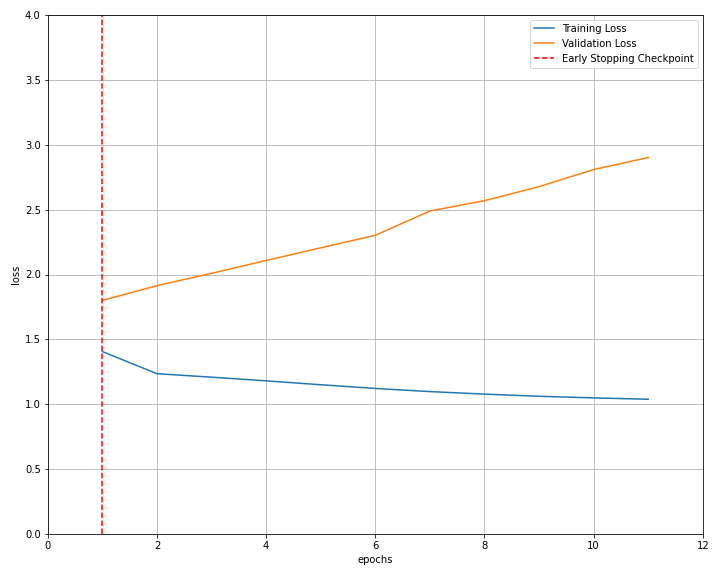 4.0
3.5
3.0
2.5
2.0
1.5
1.0
0.5
0.0
loss
Training Loss
Validation Loss
Early Stopping Checkpoint
0 2 4 6 8 10 12
epochs